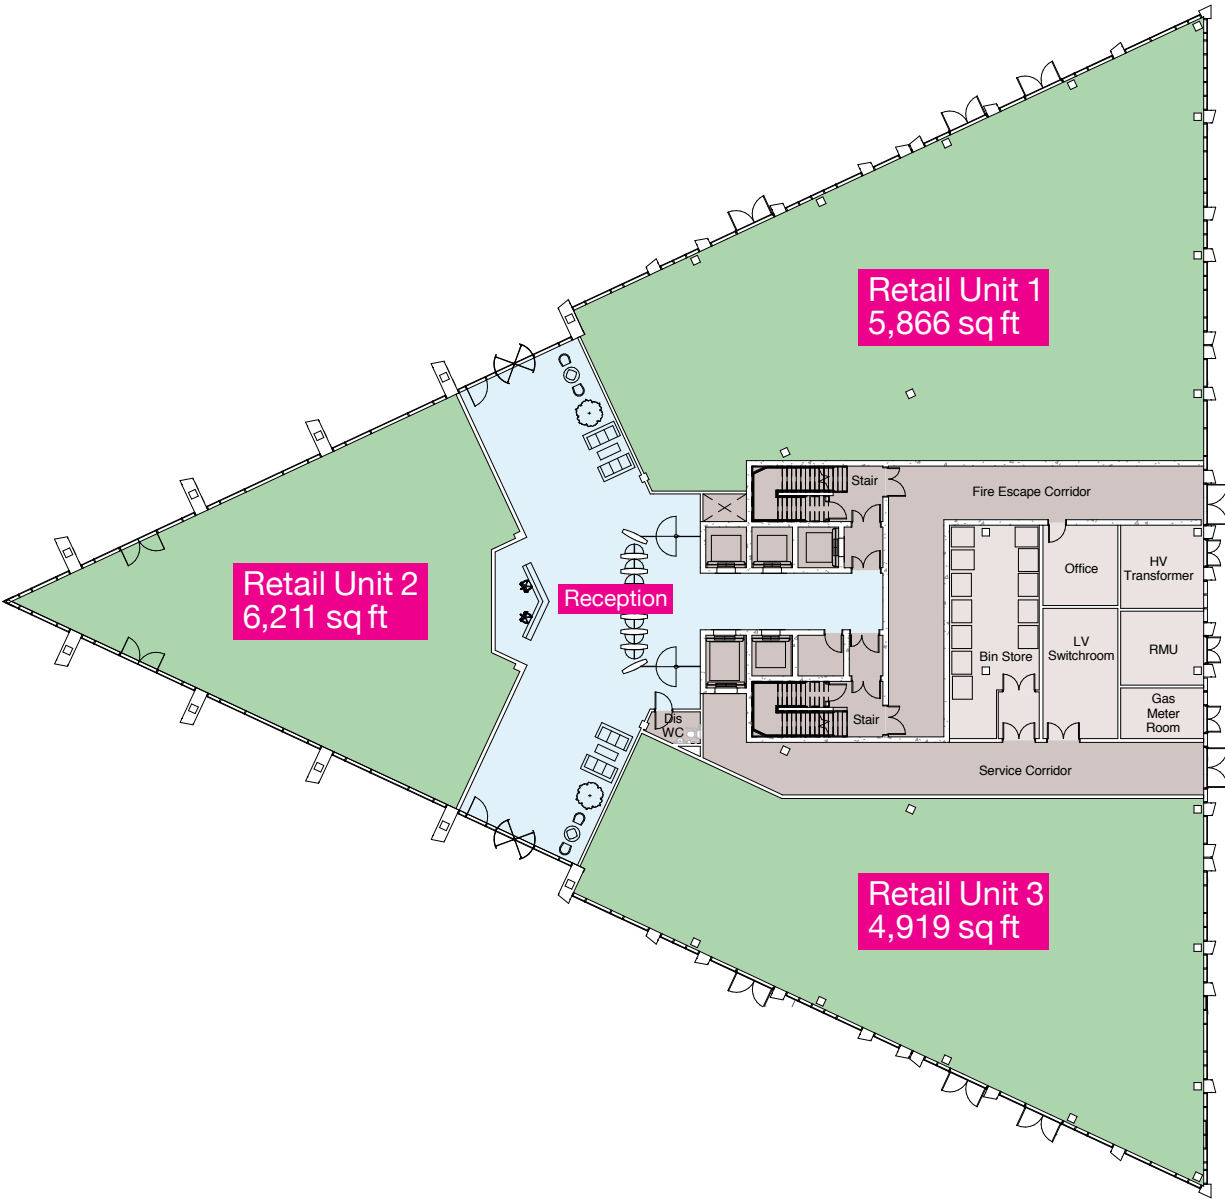 Retail Unit 1
5,866 sq ft
Stair
Fire Escape Corridor
Office
HV
Transformer
Retail Unit 2
6,211 sq ft
Reception
LV
Switchroom
RMU
Bin Store
Gas
Meter
Room
Dis
WC
Stair
Service Corridor
Retail Unit 3
4,919 sq ft